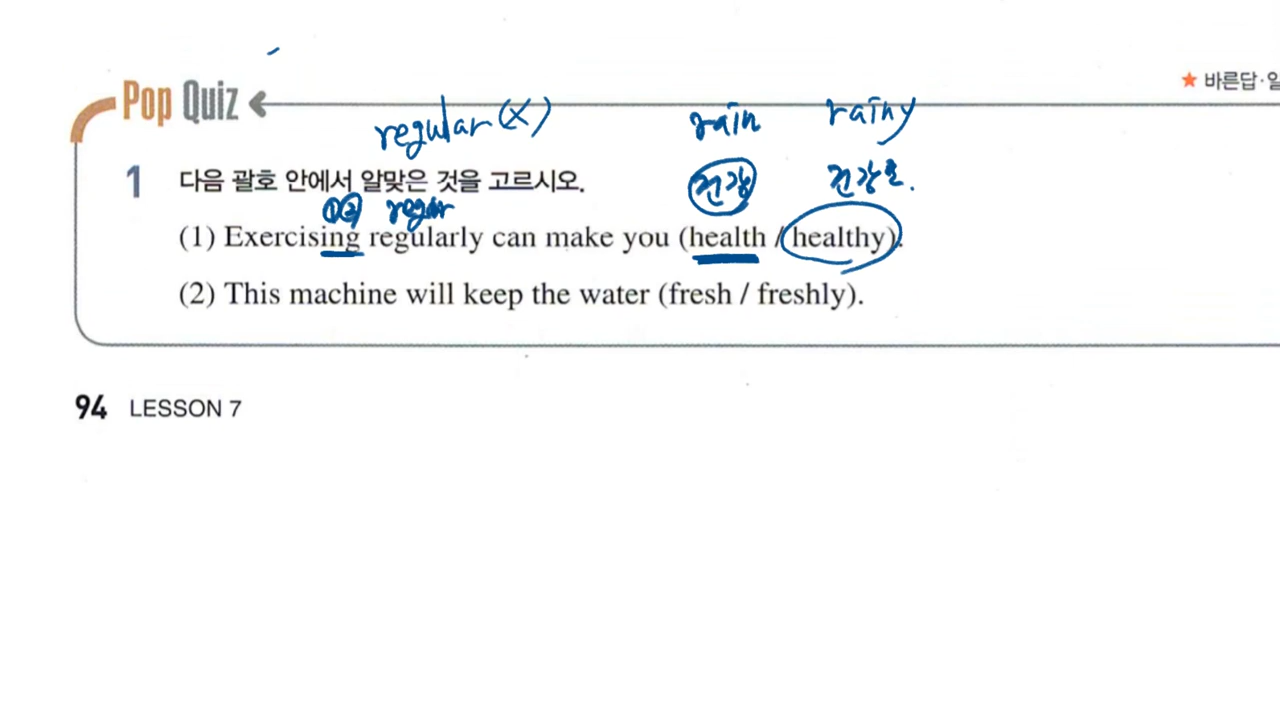 ★ 바른답·알
Pop Quiz
regular (X) rain rainy
1 다음 괄호 안에서 알맞은 것을 고르시오.
건강 건강한.
①②
(1) Exercising regularly can make you (health / healthy).
(2) This machine will keep the water (fresh / freshly).
94 LESSON 7